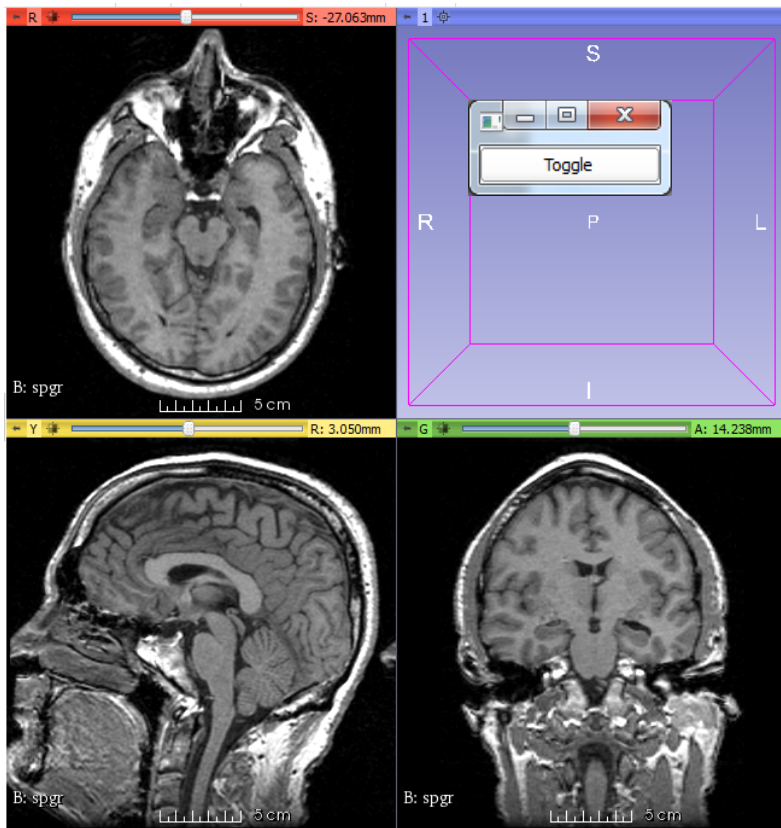 R S: -27.063mm
1
S
Toggle
R P L
I
B: spgr
5 cm
Y R: 3.050mm
G A: 14.238mm
B: spgr
5 cm
B: spgr
5 cm